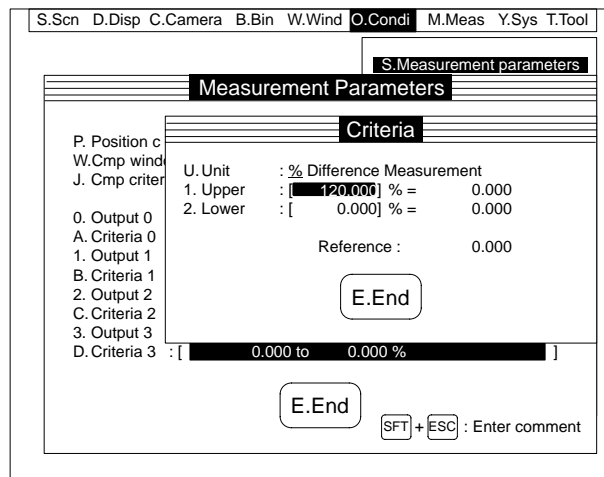 S.Scn D.Disp C.Camera B.Bin W.Wind O.Condi M.Meas Y.Sys T.Tool
S.Measurement parameters
Measurement Parameters
Criteria
P. Position c
W.Cmp windo
J. Cmp criter
U. Unit : % Difference Measurement
1. Upper : [ 120.000] % = 0.000
2. Lower : [ 0.000] % = 0.000
Reference : 0.000
E.End
0. Output 0
A. Criteria 0
1. Output 1
B. Criteria 1
2. Output 2
C. Criteria 2
3. Output 3
D. Criteria 3 : [ 0.000 to 0.000 % ]
E.End
SFT + ESC : Enter comment